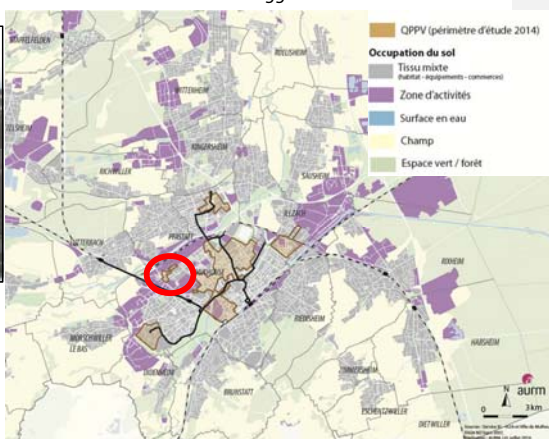 QPPV (périmètre d'étude 2014)
Occupation du sol
Tissu mixte
(habitat - équipements - commerces)
Zone d'activités
Surface en eau
Champ
Espace vert / forêt
RUELISHEIM
WITTENHEIM
KINGERSHEIM
RICHWILLER
SAUSHEIM
ILLZACH
PFASTATT
LUTTERBACH
MULHOUSE
RIXHEIM
MORSCHWILLER
LE BAS
RIEDISHEIM
HABSHEIM
DIDENHEIM
ZIMMERSHEIM
BRUNSTATT
ESCHENTZWILLER
DIETWILLER
N
aurm
0
3km